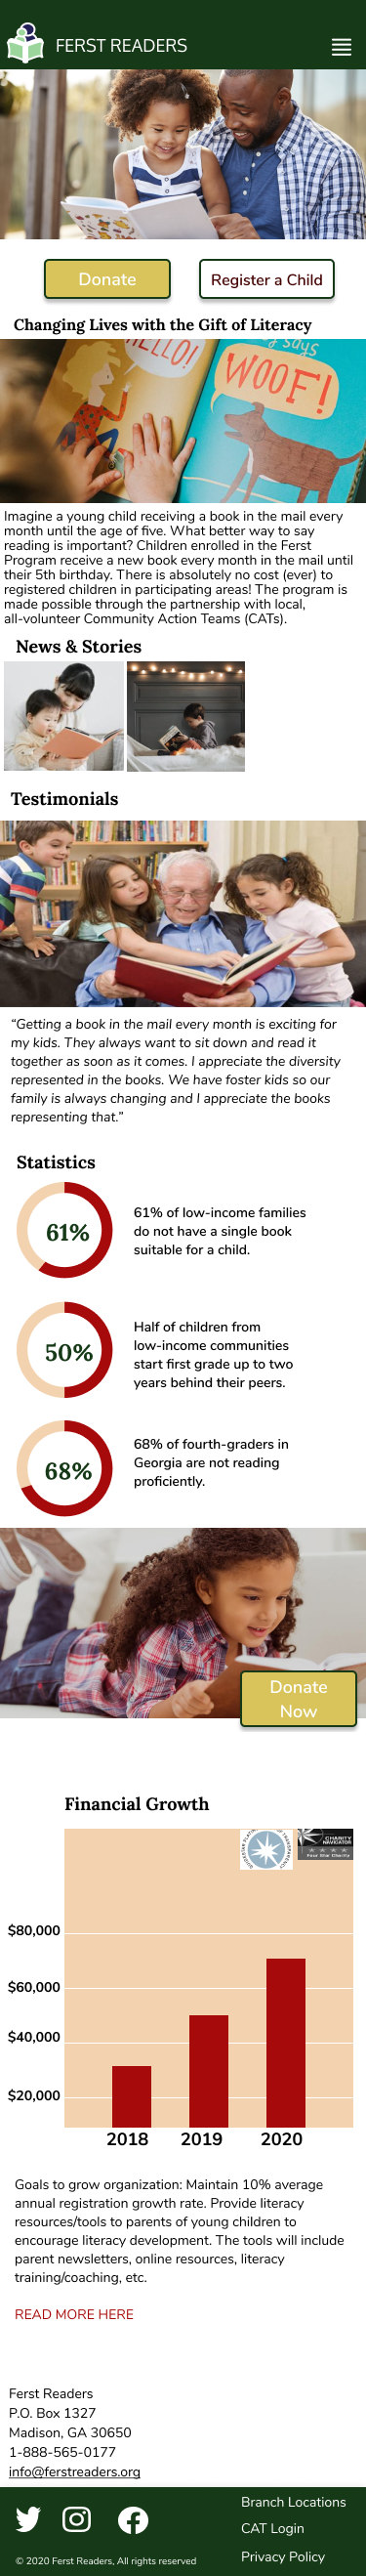 FERST READERS
Donate
Register a Child
Changing Lives with the Gift of Literacy
HELLO!
says
WOOF!
Imagine a young child receiving a book in the mail every
month until the age of five. What better way to say
reading is important? Children enrolled in the Ferst
Program receive a new book every month in the mail until
their 5th birthday. There is absolutely no cost (ever) to
registered children in participating areas! The program is
made possible through the partnership with local,
all-volunteer Community Action Teams (CATs).
News & Stories
Testimonials
“Getting a book in the mail every month is exciting for
my kids. They always want to sit down and read it
together as soon as it comes. I appreciate the diversity
represented in the books. We have foster kids so our
family is always changing and I appreciate the books
representing that.”
Statistics
61%
61% of low-income families
do not have a single book
suitable for a child.
50%
Half of children from
low-income communities
start first grade up to two
years behind their peers.
68%
68% of fourth-graders in
Georgia are not reading
proficiently.
Donate
Now
Financial Growth
CHARITY
NAVIGATOR
Four Star Charity
$80,000
$60,000
$40,000
$20,000
2018 2019 2020
Goals to grow organization: Maintain 10% average
annual registration growth rate. Provide literacy
resources/tools to parents of young children to
encourage literacy development. The tools will include
parent newsletters, online resources, literacy
training/coaching, etc.
READ MORE HERE
Ferst Readers
P.O. Box 1327
Madison, GA 30650
1-888-565-0177
info@ferstreaders.org
Branch Locations
CAT Login
Privacy Policy
© 2020 Ferst Readers, All rights reserved